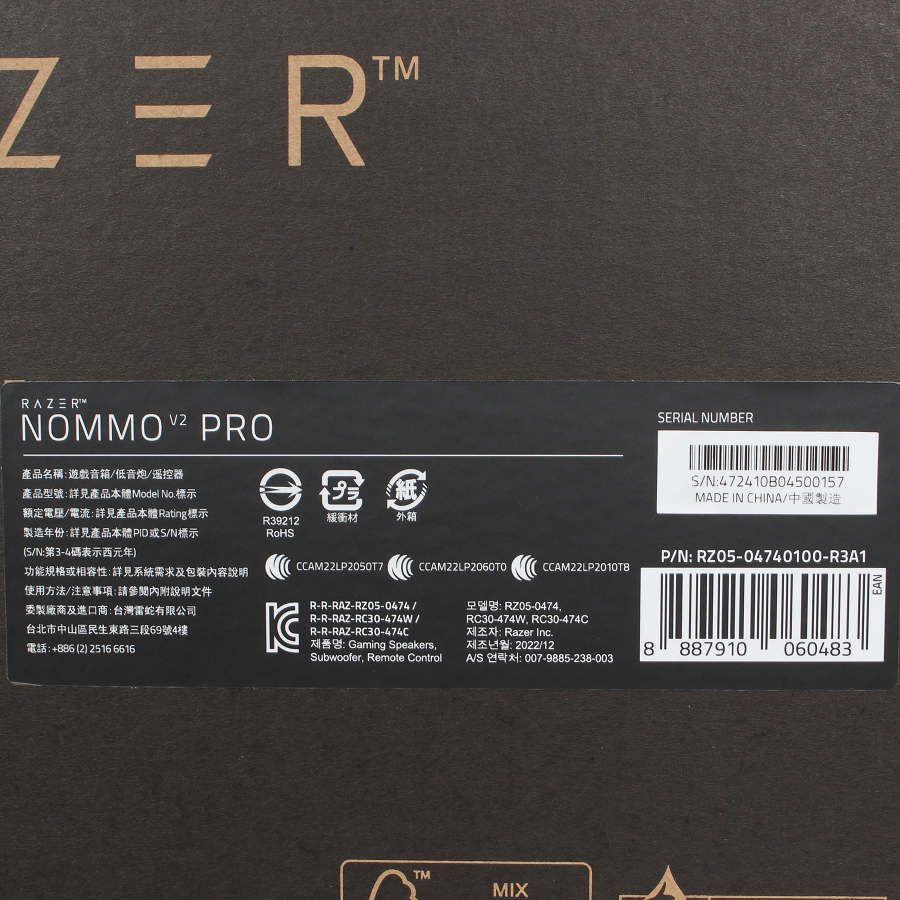 ZER™
RAZER™
NOMMO V2 PRO
產品名稱:遊戲音箱/低音炮/遙控器
產品型號:詳見產品本體Model No.標示
額定電壓/電流:詳見產品本體Rating標示
製造年份:詳見產品本體PID或S/N標示
(S/N:第3-4碼表示西元年)
功能規格或相容性:詳見系統需求及包裝內容說明
使用方法/注意事項:請參閱內附說明文件
委製廠商及進口商:台灣雷蛇有限公司
台北市中山區民生東路三段69號4樓
電話:+886 (2) 2516 6616
R39212
RoHS
プラ
緩衝材
紙
外箱
CCAM22LP2050T7
CCAM22LP2060T0
CCAM22LP2010T8
R-R-RAZ-RZ05-0474 /
R-R-RAZ-RC30-474W /
R-R-RAZ-RC30-474C
제품명: Gaming Speakers,
Subwoofer, Remote Control
모델명: RZ05-0474,
RC30-474W, RC30-474C
제조자: Razer Inc.
제조년월: 2022/12
A/S 연락처: 007-9885-238-003
SERIAL NUMBER
S/N:472410B04500157
MADE IN CHINA/中國製造
P/N: RZ05-04740100-R3A1
EAN
8 887910 060483
TM
MIX